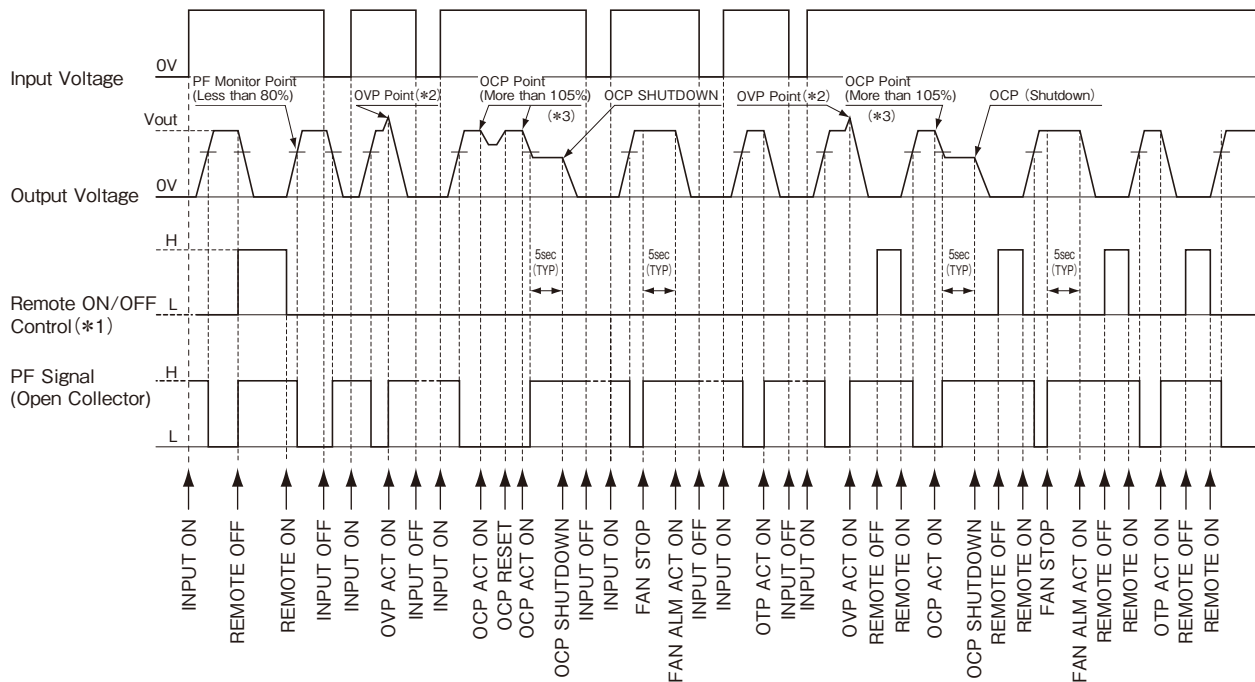 Input Voltage
0V
PF Monitor Point
(Less than 80%)
OVP Point(*2)
OCP Point
(More than 105%)
(*3)
OCP SHUTDOWN
OVP Point(*2)
OCP Point
(More than 105%)
(*3)
OCP (Shutdown)
Vout
Output Voltage
0V
H
5sec
(TYP)
5sec
(TYP)
5sec
(TYP)
5sec
(TYP)
Remote ON/OFF
Control(*1)
L
PF Signal
(Open Collector)
H
L
INPUT ON
REMOTE OFF
REMOTE ON
INPUT OFF
INPUT ON
OVP ACT ON
INPUT OFF
INPUT ON
OCP ACT ON
OCP RESET
OCP ACT ON
OCP SHUTDOWN
INPUT OFF
INPUT ON
FAN STOP
FAN ALM ACT ON
INPUT OFF
INPUT ON
OTP ACT ON
INPUT OFF
INPUT ON
OVP ACT ON
REMOTE OFF
REMOTE ON
OCP ACT ON
OCP SHUTDOWN
REMOTE OFF
REMOTE ON
FAN STOP
FAN ALM ACT ON
REMOTE OFF
REMOTE ON
OTP ACT ON
REMOTE OFF
REMOTE ON